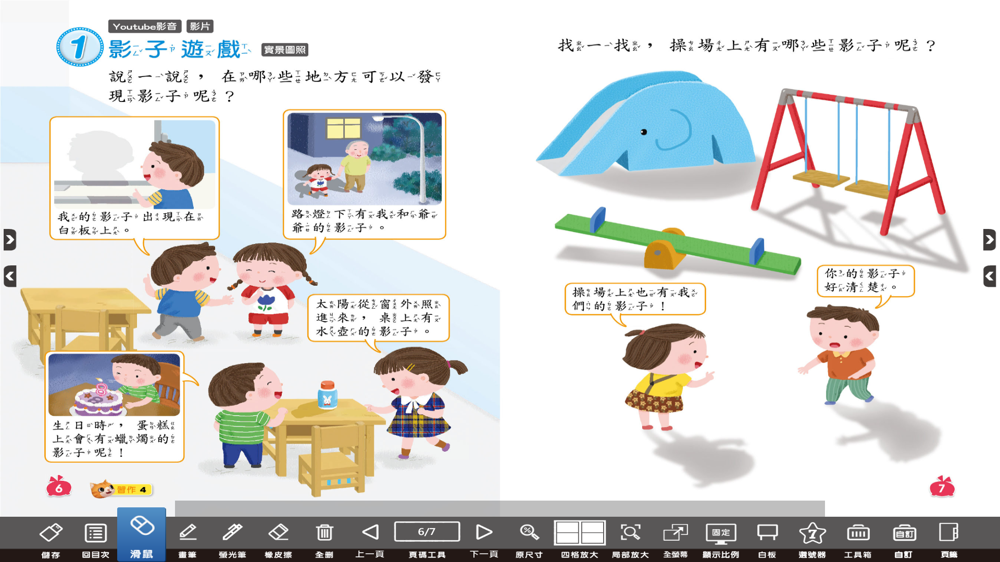 Youtube影音 影片
1 影子遊戲 實景圖照
說一說，在哪些地方可以發
現影子呢？
我的影子出現在
白板上。
路燈下有我和爺
爺的影子。
太陽從窗外照
進來，桌上有
水壺的影子。
8
生日時，蛋糕
上會有蠟燭的
影子呢！
6
習作 4
找一找，操場上有哪些影子呢？
你的影子
好清楚。
操場上也有我
們的影子！
7
儲存 回目次 滑鼠 畫筆 螢光筆 橡皮擦 全刪 上一頁 6/7 頁碼工具 下一頁 % 原尺寸 四格放大 局部放大 全螢幕 固定 顯示比例 白板 7 選號器 工具箱 自訂 自訂 頁籤